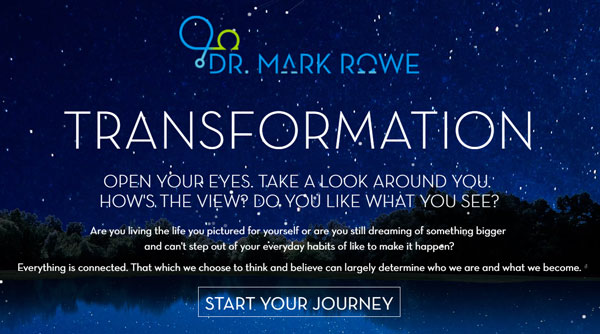 DR. MARK ROWE
TRANSFORMATION
OPEN YOUR EYES. TAKE A LOOK AROUND YOU.
HOW'S THE VIEW? DO YOU LIKE WHAT YOU SEE?
Are you living the life you pictured for yourself or are you still dreaming of something bigger
and can't step out of your everyday habits of like to make it happen?
Everything is connected. That which we choose to think and believe can largely determine who we are and what we become.
START YOUR JOURNEY